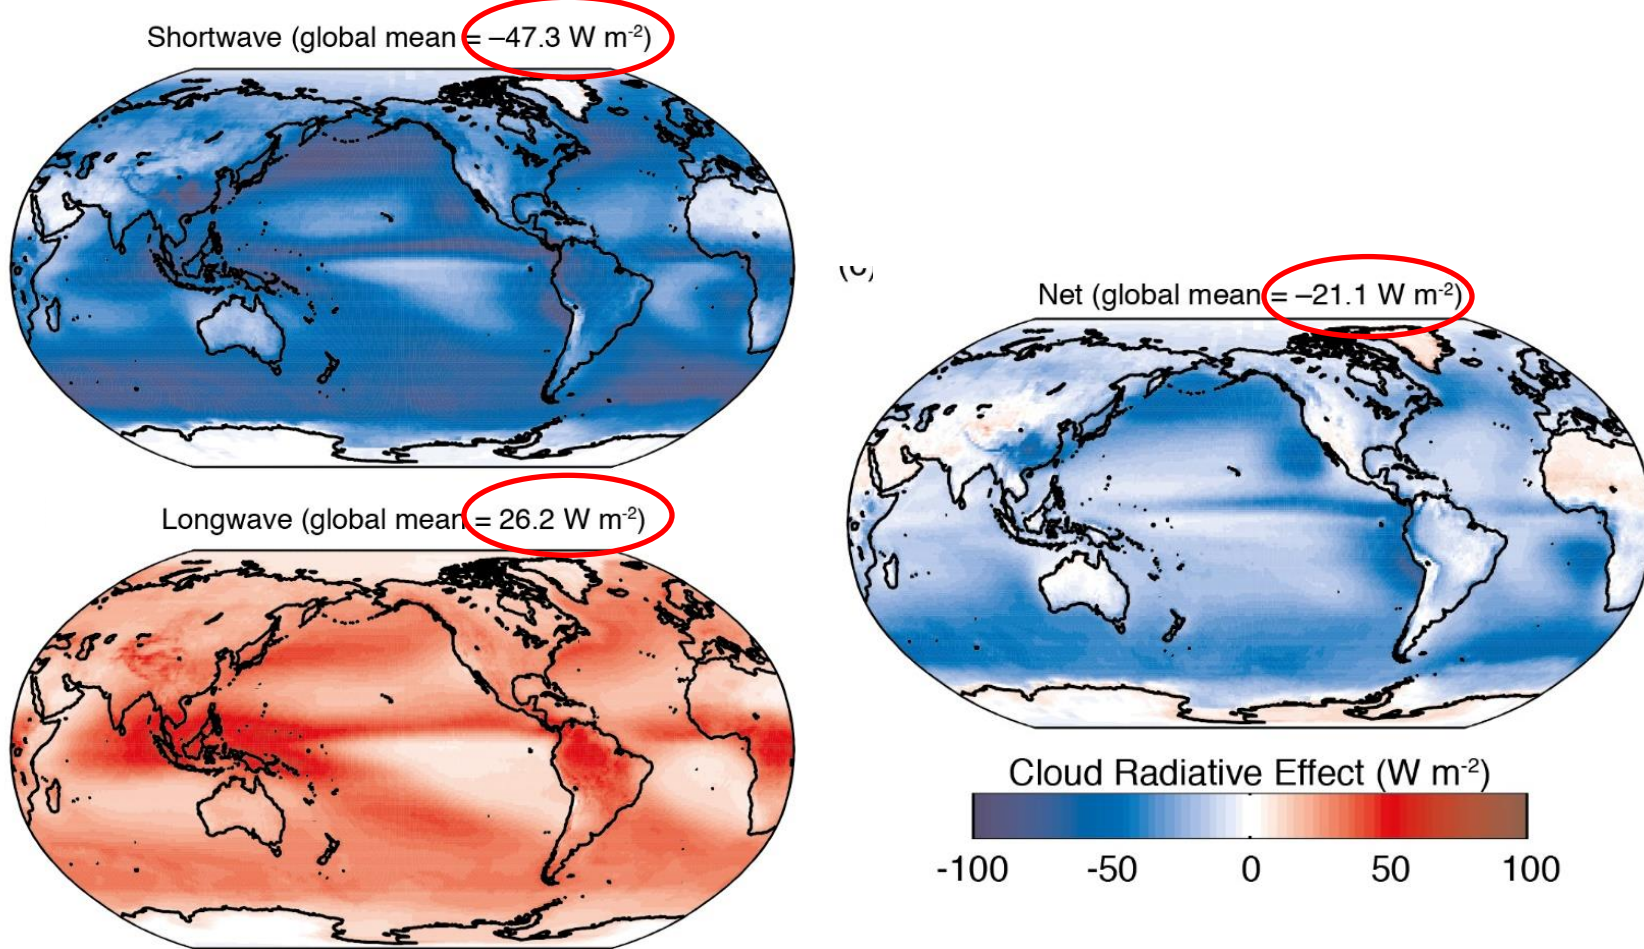 Shortwave (global mean = –47.3 W m⁻²)
Longwave (global mean = 26.2 W m⁻²)
Net (global mean = –21.1 W m⁻²)
Cloud Radiative Effect (W m⁻²)
-100 -50 0 50 100